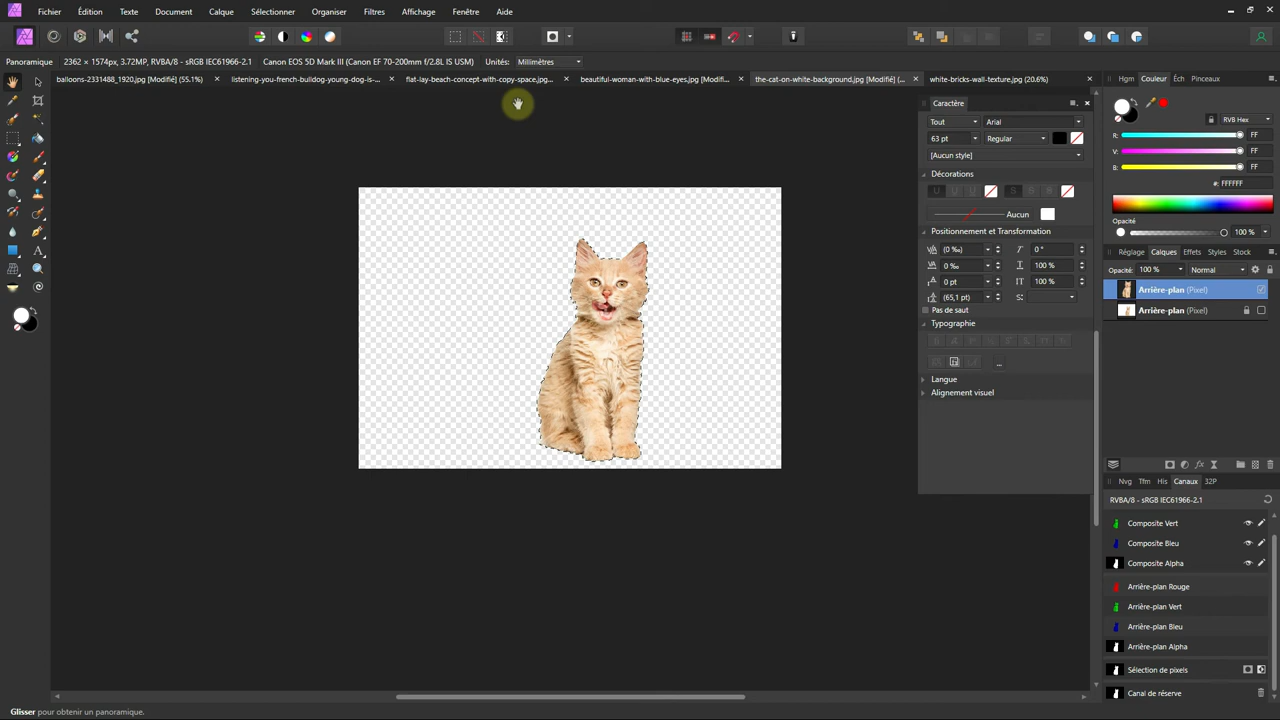 Fichier Édition Texte Document Calque Sélectionner Organiser Filtres Affichage Fenêtre Aide
Panoramique 2362 × 1574px, 3.72MP, RVBA/8 - sRGB IEC61966-2.1 Canon EOS 5D Mark III (Canon EF 70-200mm f/2.8L IS USM) Unités: Millimètres
balloons-2331488_1920.jpg [Modifié] (55.1%) listening-you-french-bulldog-young-dog-is-... flat-lay-beach-concept-with-copy-space.jpg... beautiful-woman-with-blue-eyes.jpg [Modifi... the-cat-on-white-background.jpg [Modifié] (... white-bricks-wall-texture.jpg (20.6%)
Hgm Couleur Éch Pinceaux
Caractère
Tout Arial
63 pt Regular
[Aucun style]
Décorations
Aucun
Positionnement et Transformation
(0 ‰) 0 °
0 ‰ 100 %
0 pt 100 %
(65,1 pt) S:
Pas de saut
Typographie
...
Langue
Alignement visuel
RVB Hex
R: FF
V: FF
B: FF
#: FFFFFF
Opacité
100 %
Réglage Calques Effets Styles Stock
Opacité: 100 % Normal
Arrière-plan (Pixel)
Arrière-plan (Pixel)
Nvg Tfm His Canaux 32P
RVBA/8 - sRGB IEC61966-2.1
Composite Vert
Composite Bleu
Composite Alpha
Arrière-plan Rouge
Arrière-plan Vert
Arrière-plan Bleu
Arrière-plan Alpha
Sélection de pixels
Canal de réserve
Glisser pour obtenir un panoramique.